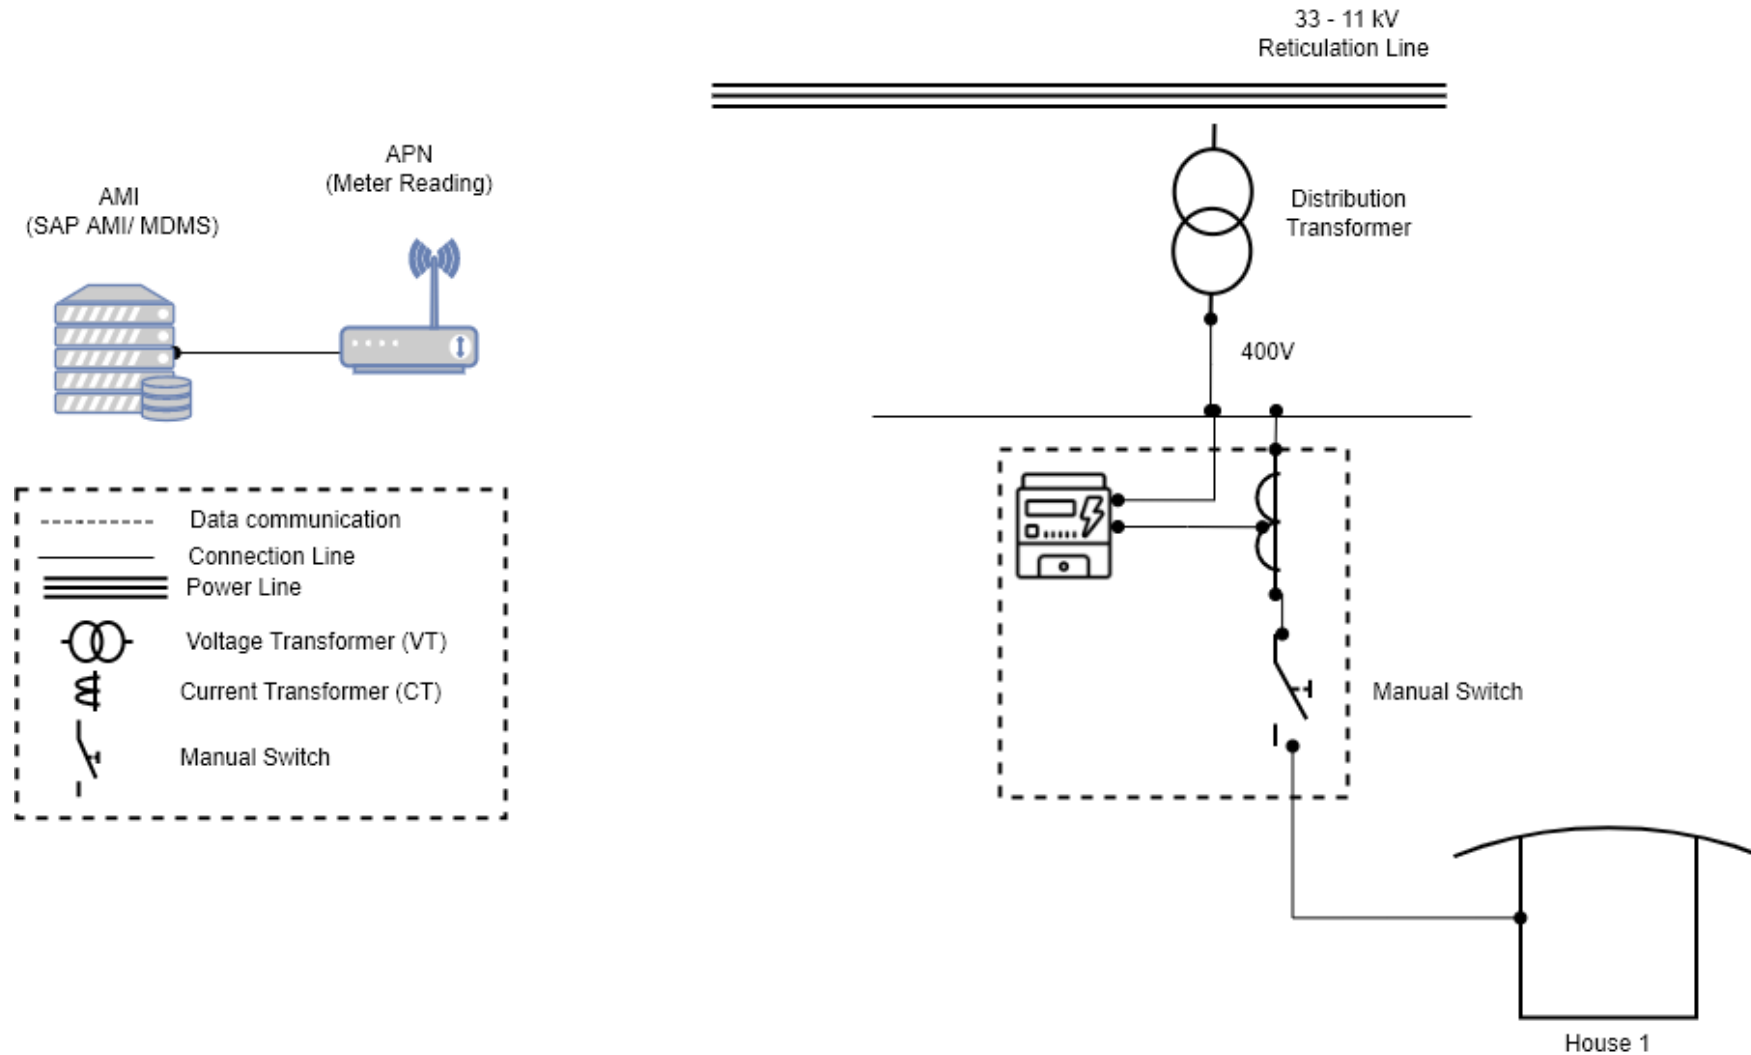 33 - 11 kV
Reticulation Line
APN
(Meter Reading)
AMI
(SAP AMI/ MDMS)
Distribution
Transformer
400V
Data communication
Connection Line
Power Line
Voltage Transformer (VT)
Current Transformer (CT)
Manual Switch
Manual Switch
House 1